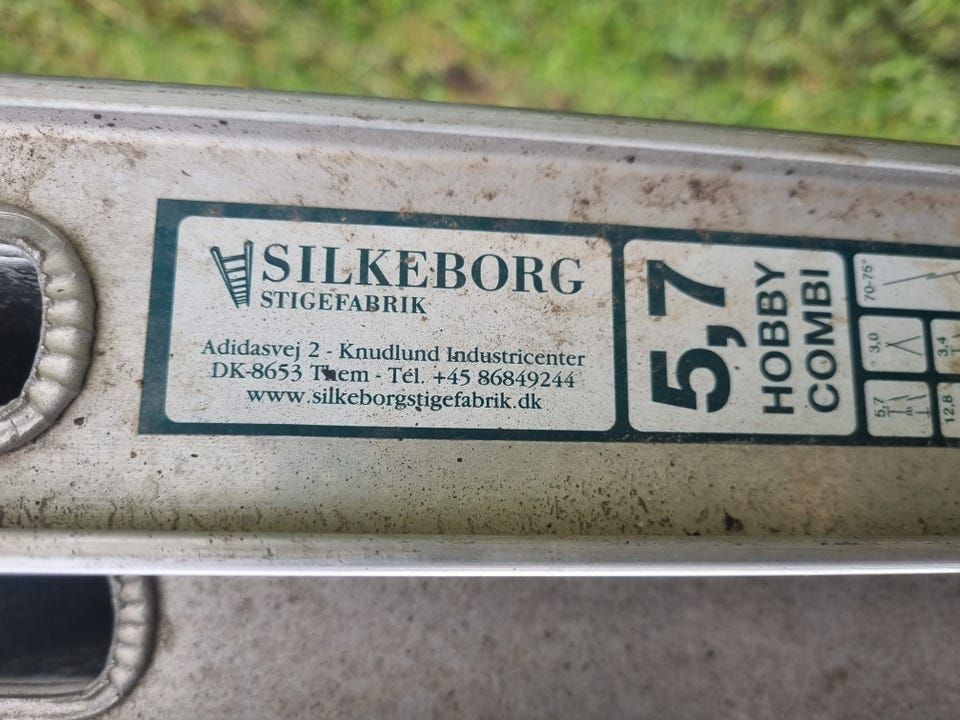 SILKEBORG
STIGEFABRIK
Adidasvej 2 - Knudlund Industricenter
DK-8653 Them - Tél. +45 86849244
www.silkeborgstigefabrik.dk
5,7
HOBBY
COMBI
70-75°
3,0
3,4
5,7
12,8